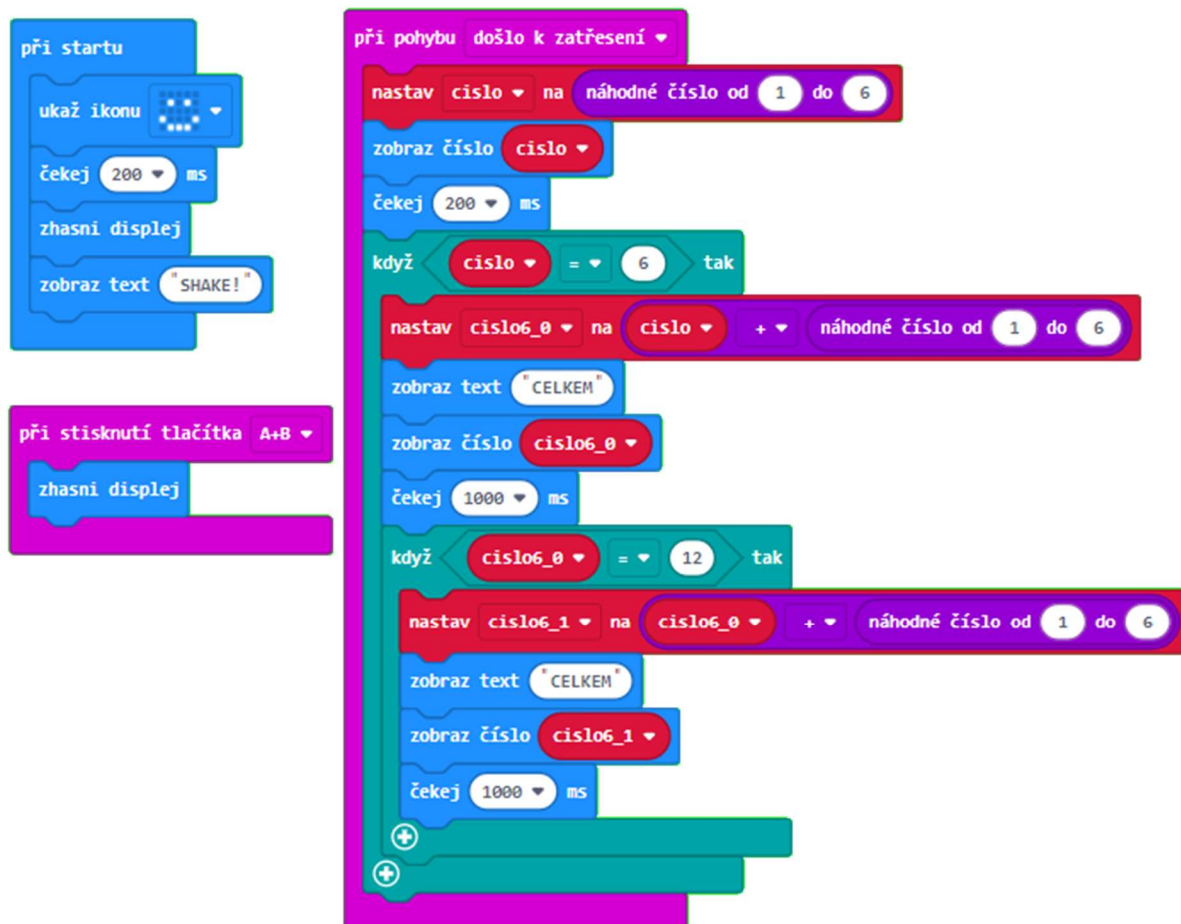 při startu
ukaž ikonu
čekej 200 ms
zhasni displej
zobraz text "SHAKE!"
při stisknutí tlačítka A+B
zhasni displej
při pohybu došlo k zatřesení
nastav cislo na náhodné číslo od 1 do 6
zobraz číslo cislo
čekej 200 ms
když cislo = 6 tak
nastav cislo6_0 na cislo + náhodné číslo od 1 do 6
zobraz text "CELKEM"
zobraz číslo cislo6_0
čekej 1000 ms
když cislo6_0 = 12 tak
nastav cislo6_1 na cislo6_0 + náhodné číslo od 1 do 6
zobraz text "CELKEM"
zobraz číslo cislo6_1
čekej 1000 ms